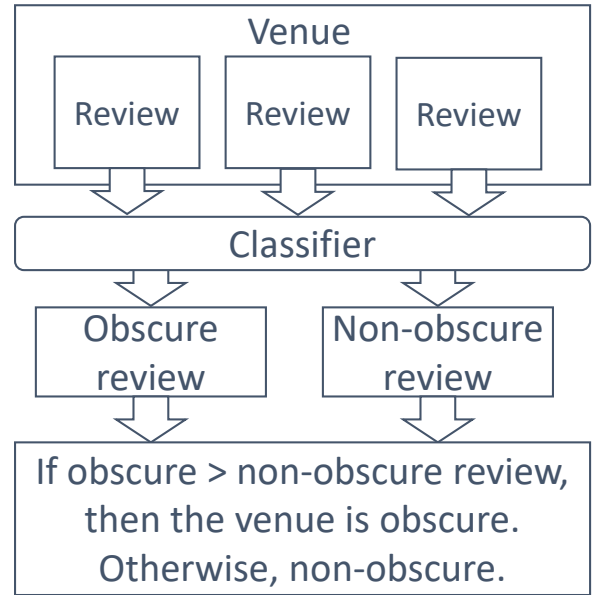 Venue
Review
Review
Review
Classifier
Obscure
review
Non-obscure
review
If obscure > non-obscure review,
then the venue is obscure.
Otherwise, non-obscure.